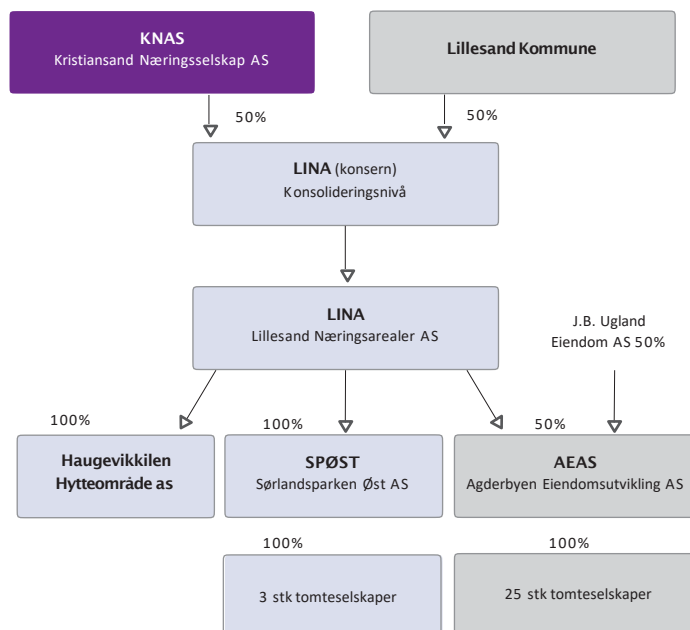 KNAS
Kristiansand Næringsselskap AS
Lillesand Kommune
50%
50%
LINA (konsern)
Konsolideringsnivå
LINA
Lillesand Næringsarealer AS
J.B. Ugland
Eiendom AS 50%
100%
100%
50%
Haugevikkilen
Hytteområde as
SPØST
Sørlandsparken Øst AS
AEAS
Agderbyen Eiendomsutvikling AS
100%
100%
3 stk tomteselskaper
25 stk tomteselskaper